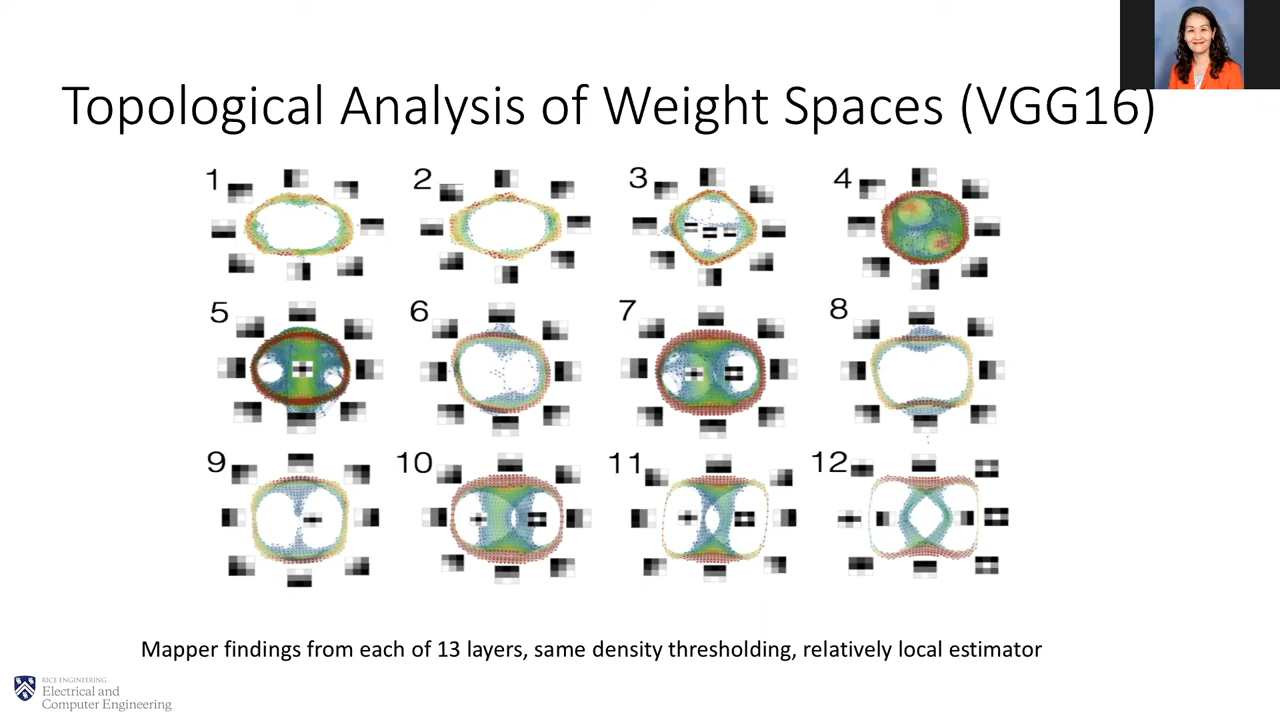 Topological Analysis of Weight Spaces (VGG16)
1
2
3
4
5
6
7
8
9
10
11
12
Mapper findings from each of 13 layers, same density thresholding, relatively local estimator
RICE ENGINEERING
Electrical and
Computer Engineering